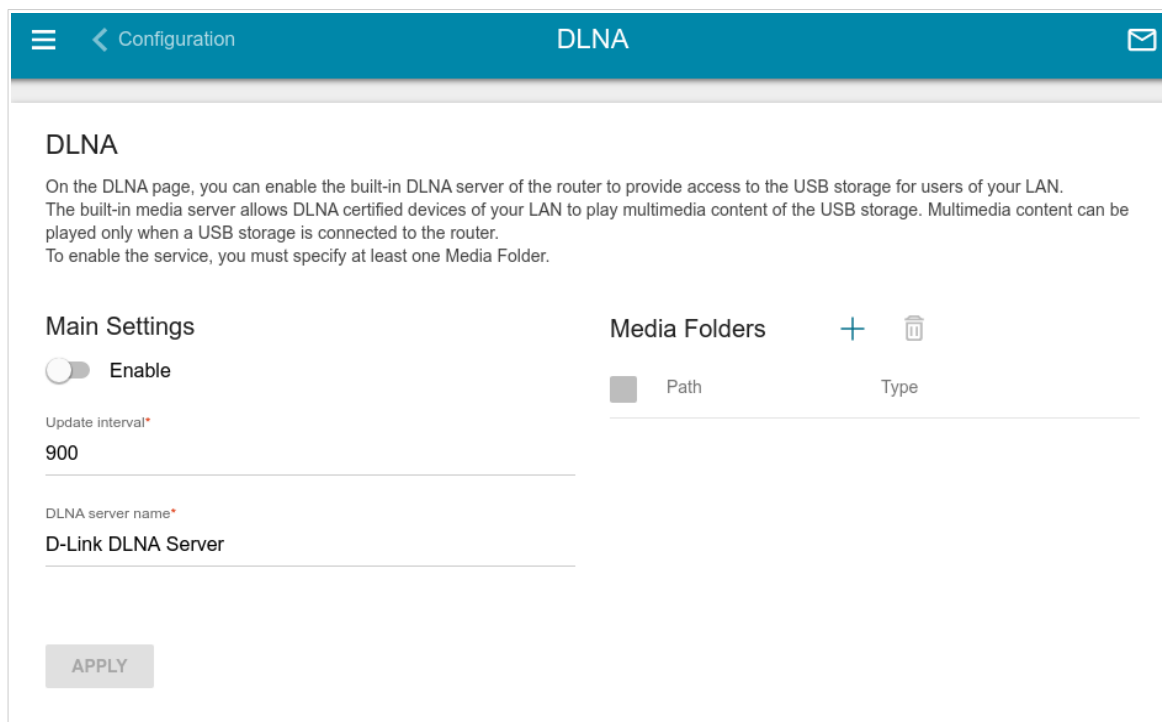 Configuration
DLNA
DLNA
On the DLNA page, you can enable the built-in DLNA server of the router to provide access to the USB storage for users of your LAN.
The built-in media server allows DLNA certified devices of your LAN to play multimedia content of the USB storage. Multimedia content can be
played only when a USB storage is connected to the router.
To enable the service, you must specify at least one Media Folder.
Main Settings
Enable
Update interval*
900
DLNA server name*
D-Link DLNA Server
APPLY
Media Folders
Path Type